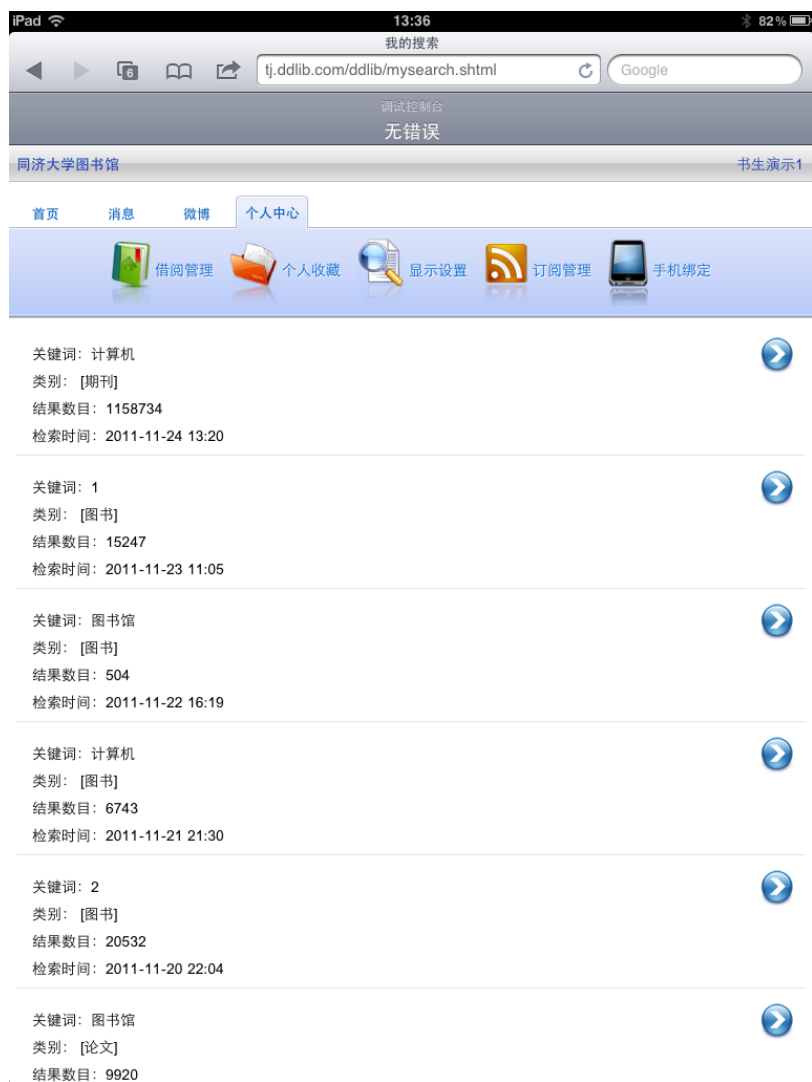 iPad 13:36 82%
我的搜索
6 tj.ddlib.com/ddlib/mysearch.shtml Google
调试控制台
无错误
同济大学图书馆 书生演示1
首页 消息 微博 个人中心
借阅管理 个人收藏 显示设置 订阅管理 手机绑定
关键词：计算机
类别： [期刊]
结果数目：1158734
检索时间：2011-11-24 13:20
关键词：1
类别： [图书]
结果数目：15247
检索时间：2011-11-23 11:05
关键词：图书馆
类别： [图书]
结果数目：504
检索时间：2011-11-22 16:19
关键词：计算机
类别： [图书]
结果数目：6743
检索时间：2011-11-21 21:30
关键词：2
类别： [图书]
结果数目：20532
检索时间：2011-11-20 22:04
关键词：图书馆
类别： [论文]
结果数目：9920